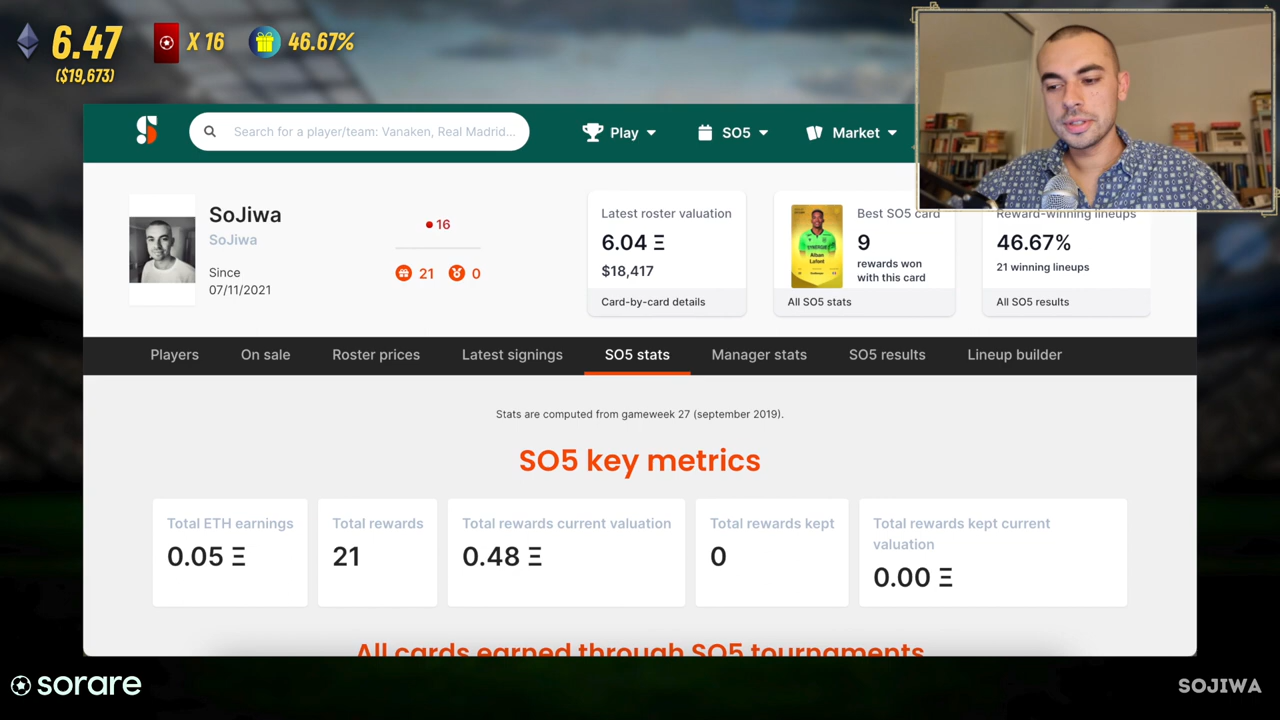 6.47
($19,673)
X 16
46.67%
Search for a player/team: Vanaken, Real Madrid...
Play
SO5
Market
SoJiwa
SoJiwa
Since
07/11/2021
16
21
0
Latest roster valuation
6.04 Ξ
$18,417
Card-by-card details
Alban
Lafont
Best SO5 card
9
rewards won
with this card
All SO5 stats
Reward-winning lineups
46.67%
21 winning lineups
All SO5 results
Players
On sale
Roster prices
Latest signings
SO5 stats
Manager stats
SO5 results
Lineup builder
Stats are computed from gameweek 27 (september 2019).
SO5 key metrics
Total ETH earnings
0.05 Ξ
Total rewards
21
Total rewards current valuation
0.48 Ξ
Total rewards kept
0
Total rewards kept current
valuation
0.00 Ξ
All cards earned through SO5 tournaments
sorare
SOJIWA